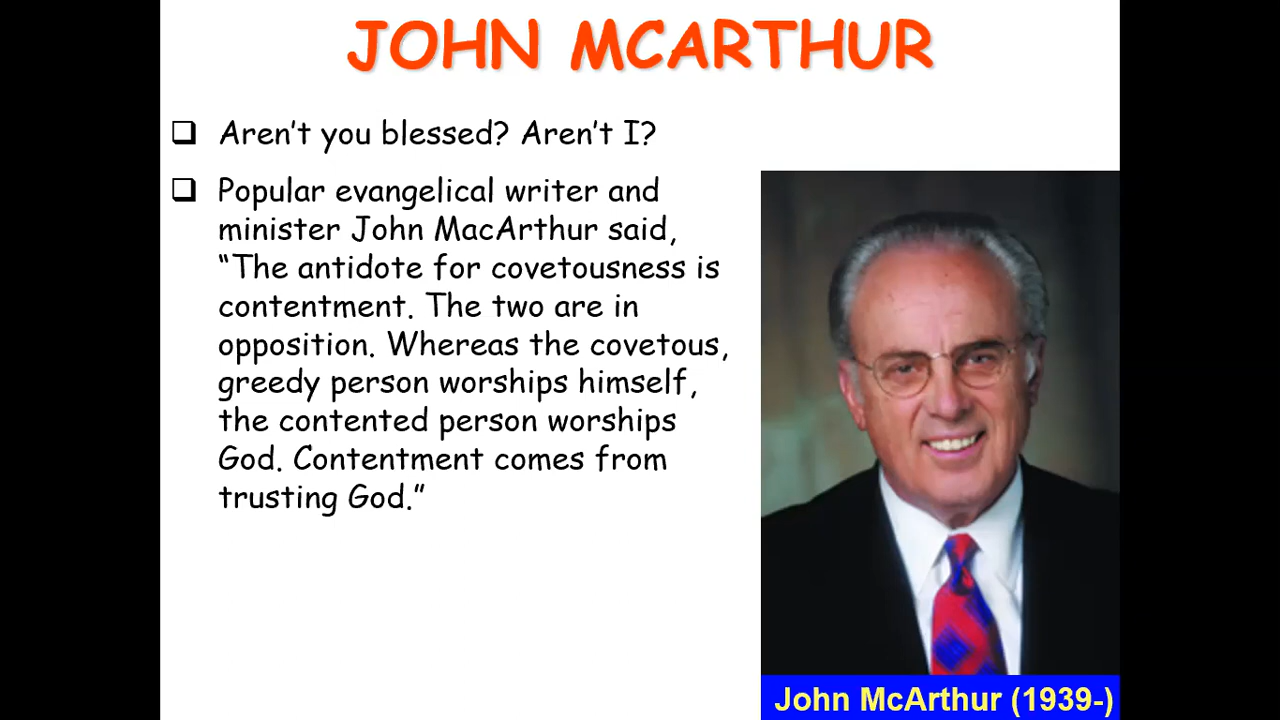 JOHN MCARTHUR
Aren't you blessed? Aren't I?
Popular evangelical writer and
minister John MacArthur said,
“The antidote for covetousness is
contentment. The two are in
opposition. Whereas the covetous,
greedy person worships himself,
the contented person worships
God. Contentment comes from
trusting God.”
John McArthur (1939-)